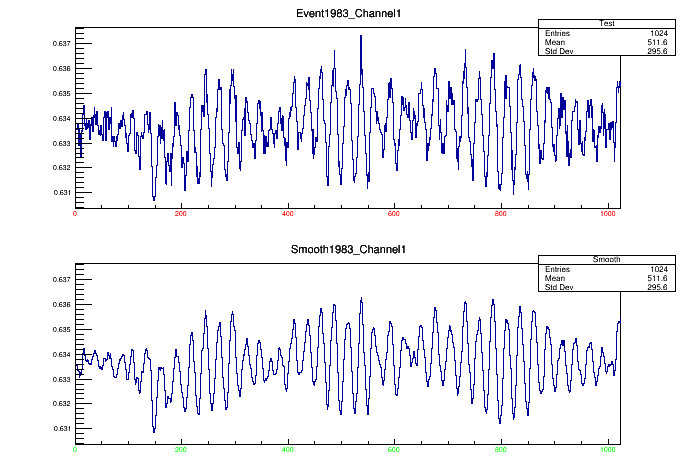 Event1983_Channel1
Test
Entries 1024
Mean 511.6
Std Dev 295.6
0.637
0.636
0.635
0.634
0.633
0.632
0.631
0 200 400 600 800 1000
Smooth1983_Channel1
Smooth
Entries 1024
Mean 511.6
Std Dev 295.6
0.637
0.636
0.635
0.634
0.633
0.632
0.631
0 200 400 600 800 1000